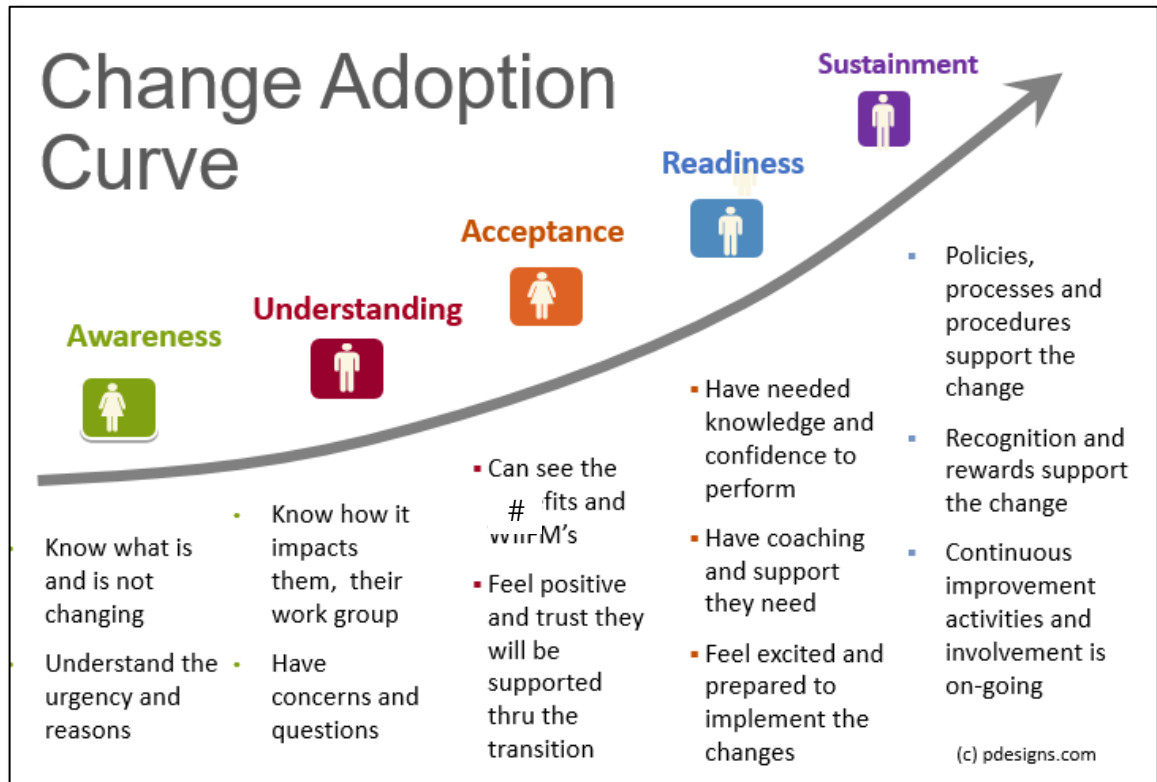 Change Adoption
Curve
Awareness
Know what is
and is not
changing
Understand the
urgency and
reasons
Understanding
Know how it
impacts
them, their
work group
Have
concerns and
questions
Acceptance
Can see the
# fits and
Feel positive
and trust they
will be
supported
thru the
transition
Readiness
Have needed
knowledge and
confidence to
perform
Have coaching
and support
they need
Feel excited and
prepared to
implement the
changes
Sustainment
Policies,
processes and
procedures
support the
change
Recognition and
rewards support
the change
Continuous
improvement
activities and
involvement is
on-going
(c) pdesigns.com